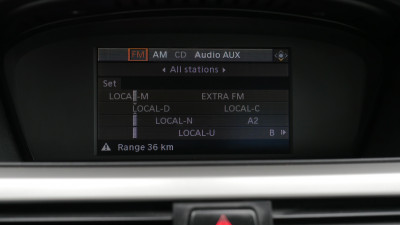 FM AM CD Audio AUX
All stations
Set
LOCAL-M EXTRA FM
LOCAL-D LOCAL-C
LOCAL-N A2
LOCAL-U B
Range 36 km